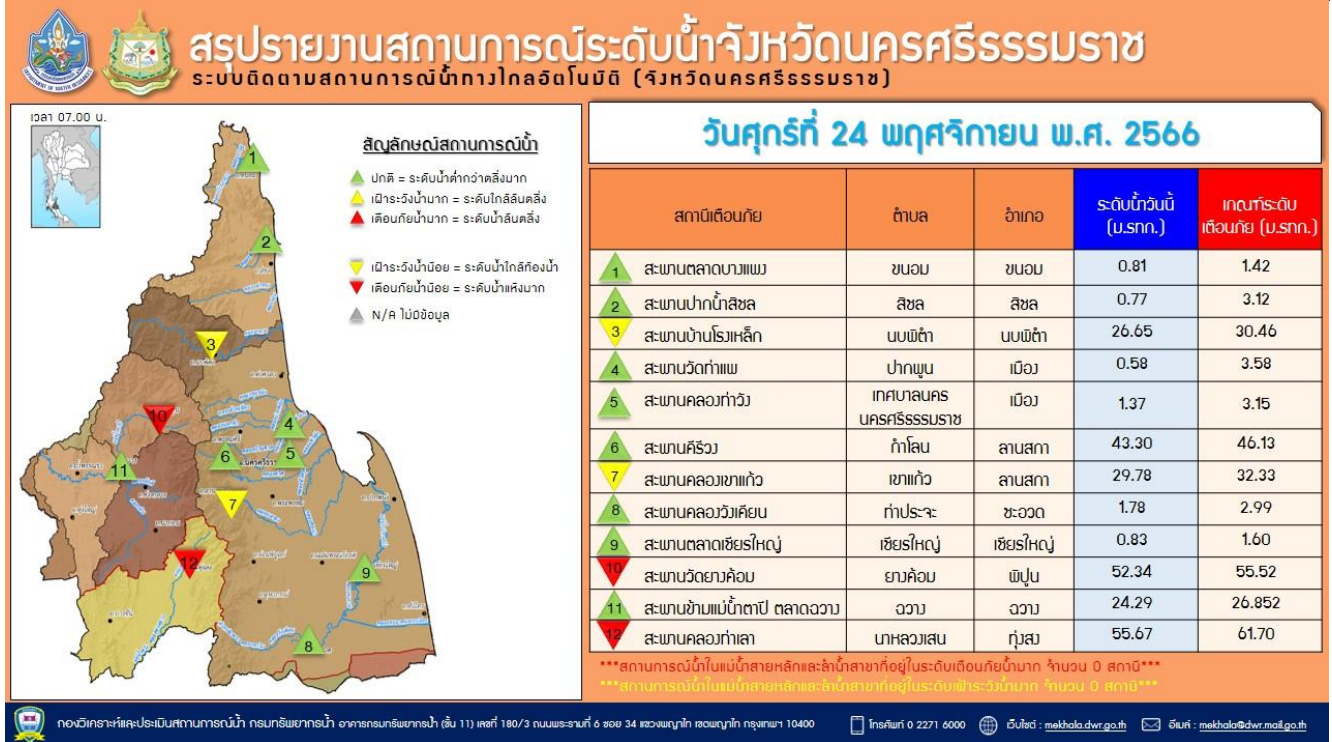 สรุปรายงานสถานการณ์ระดับน้ำจังหวัดนครศรีธรรมราช
ระบบติดตามสถานการณ์น้ำทางไกลอัตโนมัติ (จังหวัดนครศรีธรรมราช)
เวลา 07.00 น.
สัญลักษณ์สถานการณ์น้ำ
ปกติ = ระดับน้ำต่ำกว่าตลิ่งมาก
เฝ้าระวังน้ำมาก = ระดับใกล้ล้นตลิ่ง
เตือนภัยน้ำมาก = ระดับน้ำล้นตลิ่ง
เฝ้าระวังน้ำน้อย = ระดับน้ำใกล้ท้องน้ำ
เตือนภัยน้ำน้อย = ระดับน้ำแห้งมาก
N/A ไม่มีข้อมูล
1
2
3
10
4
6
5
11
7
12
9
8
วันศุกร์ที่ 24 พฤศจิกายน พ.ศ. 2566
สถานีเตือนภัย ตำบล อำเภอ ระดับน้ำวันนี้ (ม.รทก.) เกณฑ์ระดับเตือนภัย (ม.รทก.)
1 สะพานตลาดบางแพง ขนอม ขนอม 0.81 1.42
2 สะพานปากน้ำสิชล สิชล สิชล 0.77 3.12
3 สะพานบ้านโรงเหล็ก นบพิตำ นบพิตำ 26.65 30.46
4 สะพานวัดท่าแพ ปากพูน เมือง 0.58 3.58
5 สะพานคลองท่าวัง เทศบาลนครนครศรีธรรมราช เมือง 1.37 3.15
6 สะพานคีรีวง กำโลน ลานสกา 43.30 46.13
7 สะพานคลองเขาแก้ว เขาแก้ว ลานสกา 29.78 32.33
8 สะพานคลองวังเคียน ท่าประจะ ชะอวด 1.78 2.99
9 สะพานตลาดเชียรใหญ่ เชียรใหญ่ เชียรใหญ่ 0.83 1.60
10 สะพานวัดยางค้อม ยางค้อม พิปูน 52.34 55.52
11 สะพานข้ามแม่น้ำตาปี ตลาดฉวาง ฉวาง ฉวาง 24.29 26.852
12 สะพานคลองท่าเลา นาหลวงเสน ทุ่งสง 55.67 61.70
***สถานการณ์น้ำในแม่น้ำสายหลักและลำน้ำสาขาที่อยู่ในระดับเตือนภัยน้ำมาก จำนวน 0 สถานี***
***สถานการณ์น้ำในแม่น้ำสายหลักและลำน้ำสาขาที่อยู่ในระดับเฝ้าระวังน้ำมาก จำนวน 0 สถานี***
กองวิเคราะห์และประเมินสถานการณ์น้ำ กรมทรัพยากรน้ำ อาคารกรมทรัพยากรน้ำ (ชั้น 11) เลขที่ 180/3 ถนนพระรามที่ 6 ซอย 34 แขวงพญาไท เขตพญาไท กรุงเทพฯ 10400 โทรศัพท์ 0 2271 6000 เว็บไซต์ : mekhala.dwr.go.th อีเมล์ : mekhala@dwr.mail.go.th